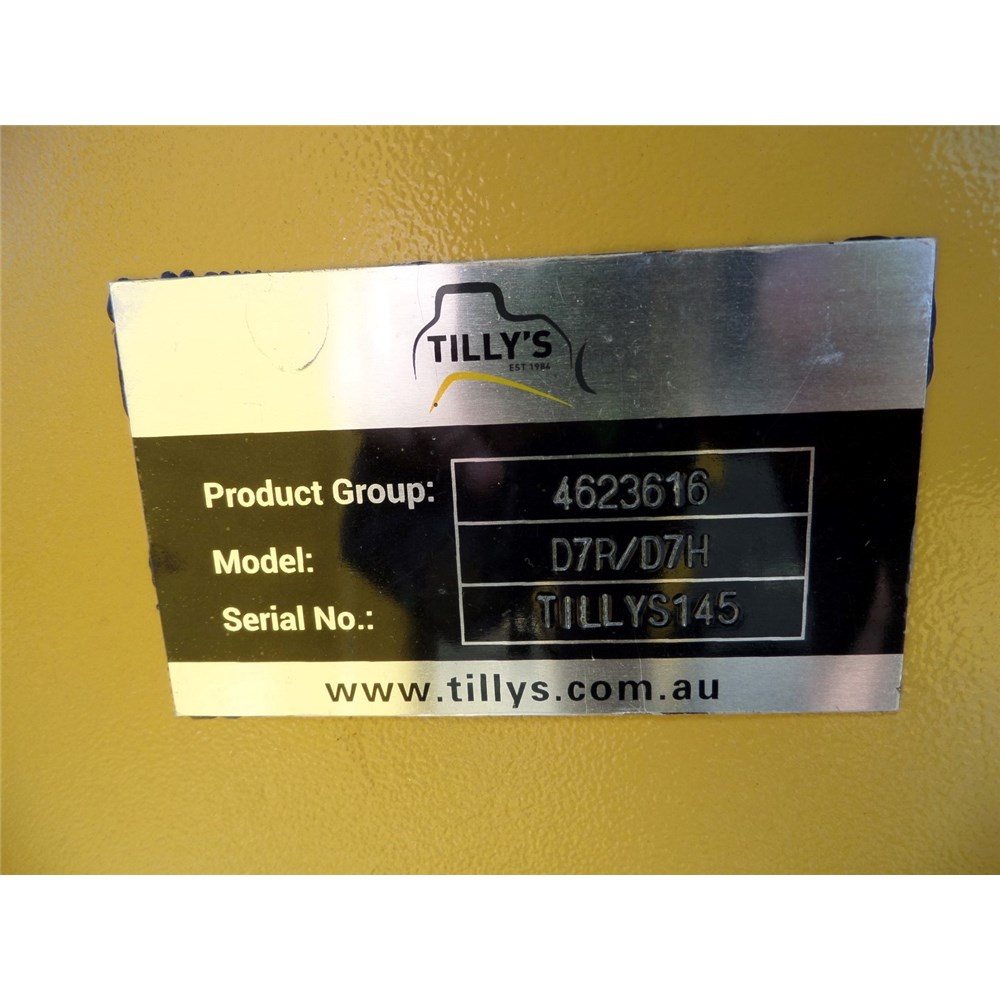 TILLY'S
EST 1984
Product Group: 4623616
Model: D7R/D7H
Serial No.: TILLYS145
www.tillys.com.au